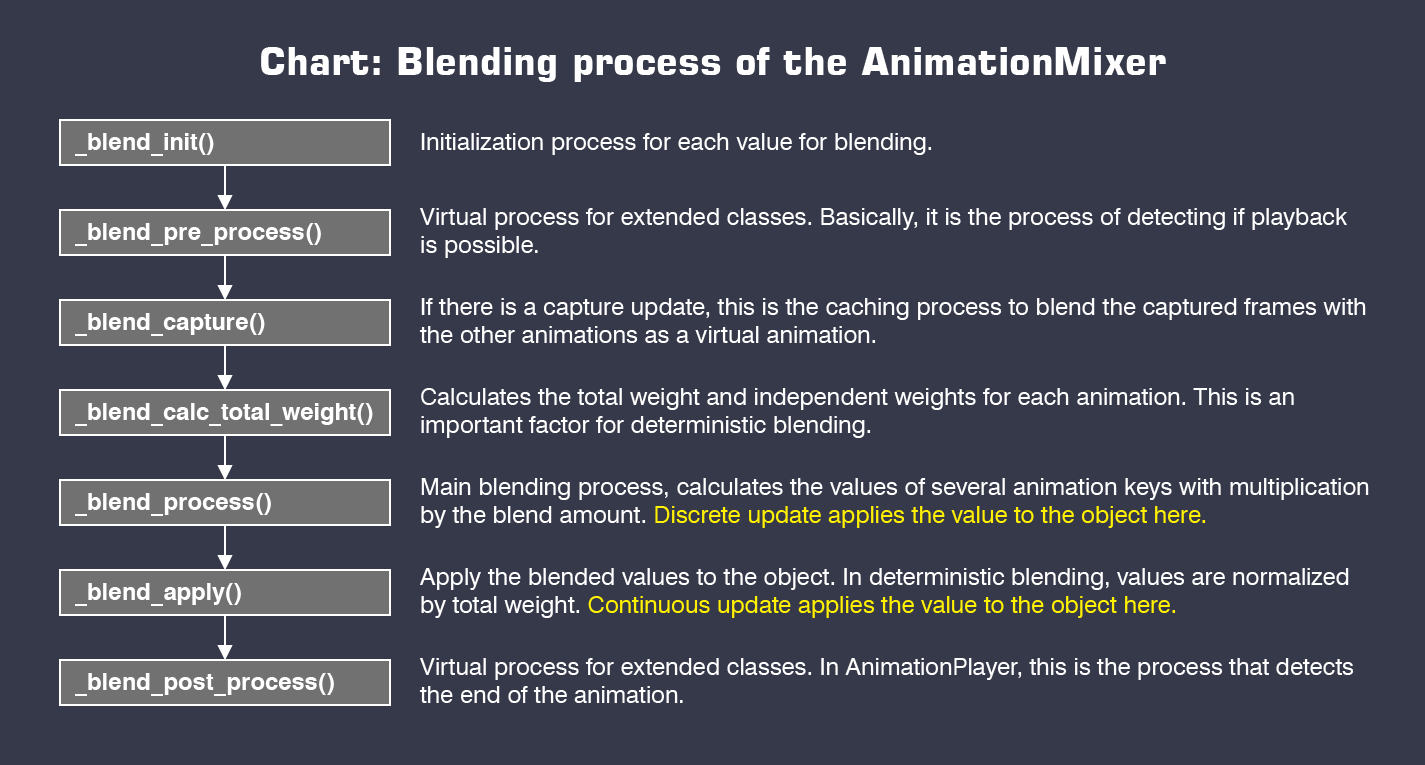 Chart: Blending process of the AnimationMixer
_blend_init()
Initialization process for each value for blending.
_blend_pre_process()
Virtual process for extended classes. Basically, it is the process of detecting if playback
is possible.
_blend_capture()
If there is a capture update, this is the caching process to blend the captured frames with
the other animations as a virtual animation.
_blend_calc_total_weight()
Calculates the total weight and independent weights for each animation. This is an
important factor for deterministic blending.
_blend_process()
Main blending process, calculates the values of several animation keys with multiplication
by the blend amount. Discrete update applies the value to the object here.
_blend_apply()
Apply the blended values to the object. In deterministic blending, values are normalized
by total weight. Continuous update applies the value to the object here.
_blend_post_process()
Virtual process for extended classes. In AnimationPlayer, this is the process that detects
the end of the animation.